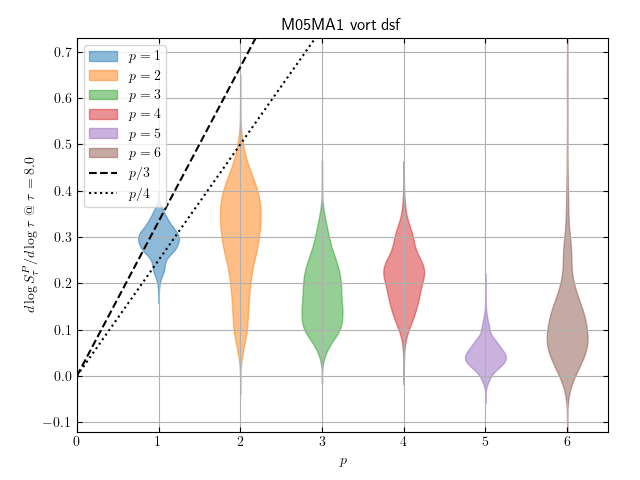 M05MA1 vort dsf
p = 1
p = 2
p = 3
p = 4
p = 5
p = 6
p/3
p/4
0.7
0.6
0.5
0.4
0.3
0.2
0.1
0.0
−0.1
d log S_τ^P / d log τ @ τ = 8.0
0 1 2 3 4 5 6
p